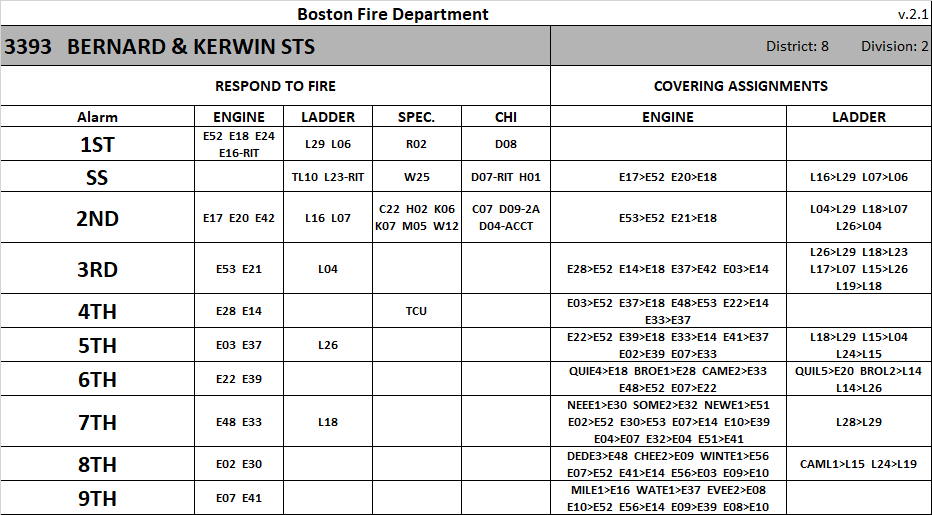 Boston Fire Department v.2.1
3393 BERNARD & KERWIN STS District: 8 Division: 2
RESPOND TO FIRE COVERING ASSIGNMENTS
Alarm ENGINE LADDER SPEC. CHI ENGINE LADDER
1ST
E52 E18 E24
E16-RIT
L29 L06
R02
D08
SS
TL10 L23-RIT
W25
D07-RIT H01
E17>E52 E20>E18
L16>L29 L07>L06
2ND
E17 E20 E42
L16 L07
C22 H02 K06
K07 M05 W12
C07 D09-2A
D04-ACCT
E53>E52 E21>E18
L04>L29 L18>L07
L26>L04
3RD
E53 E21
L04
E28>E52 E14>E18 E37>E42 E03>E14
L26>L29 L18>L23
L17>L07 L15>L26
L19>L18
4TH
E28 E14
TCU
E03>E52 E37>E18 E48>E53 E22>E14
E33>E37
5TH
E03 E37
L26
E22>E52 E39>E18 E33>E14 E41>E37
E02>E39 E07>E33
L18>L29 L15>L04
L24>L15
6TH
E22 E39
QUIE4>E18 BROE1>E28 CAME2>E33
E48>E52 E07>E22
QUIL5>E20 BROL2>L14
L14>L26
7TH
E48 E33
L18
NEEE1>E30 SOME2>E32 NEWE1>E51
E02>E52 E30>E53 E07>E14 E10>E39
E04>E07 E32>E04 E51>E41
L28>L29
8TH
E02 E30
DEDE3>E48 CHEE2>E09 WINTE1>E56
E07>E52 E41>E14 E56>E03 E09>E10
CAML1>L15 L24>L19
9TH
E07 E41
MILE1>E16 WATE1>E37 EVEE2>E08
E10>E52 E56>E14 E09>E39 E08>E10